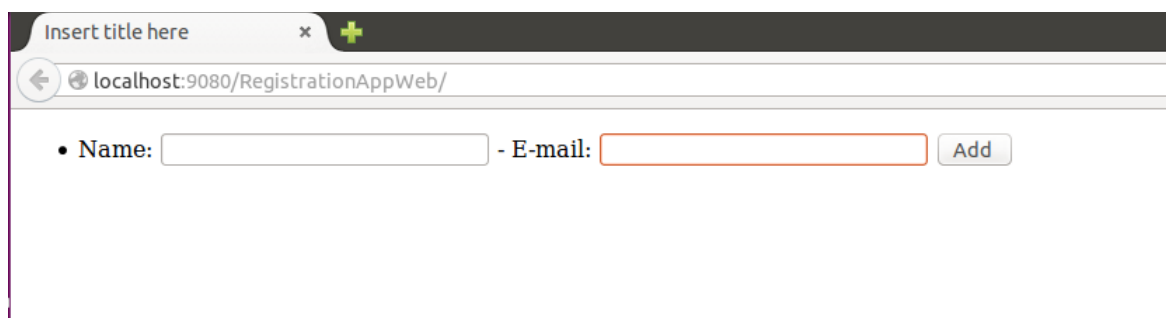 Insert title here
localhost:9080/RegistrationAppWeb/
• Name: - E-mail: Add